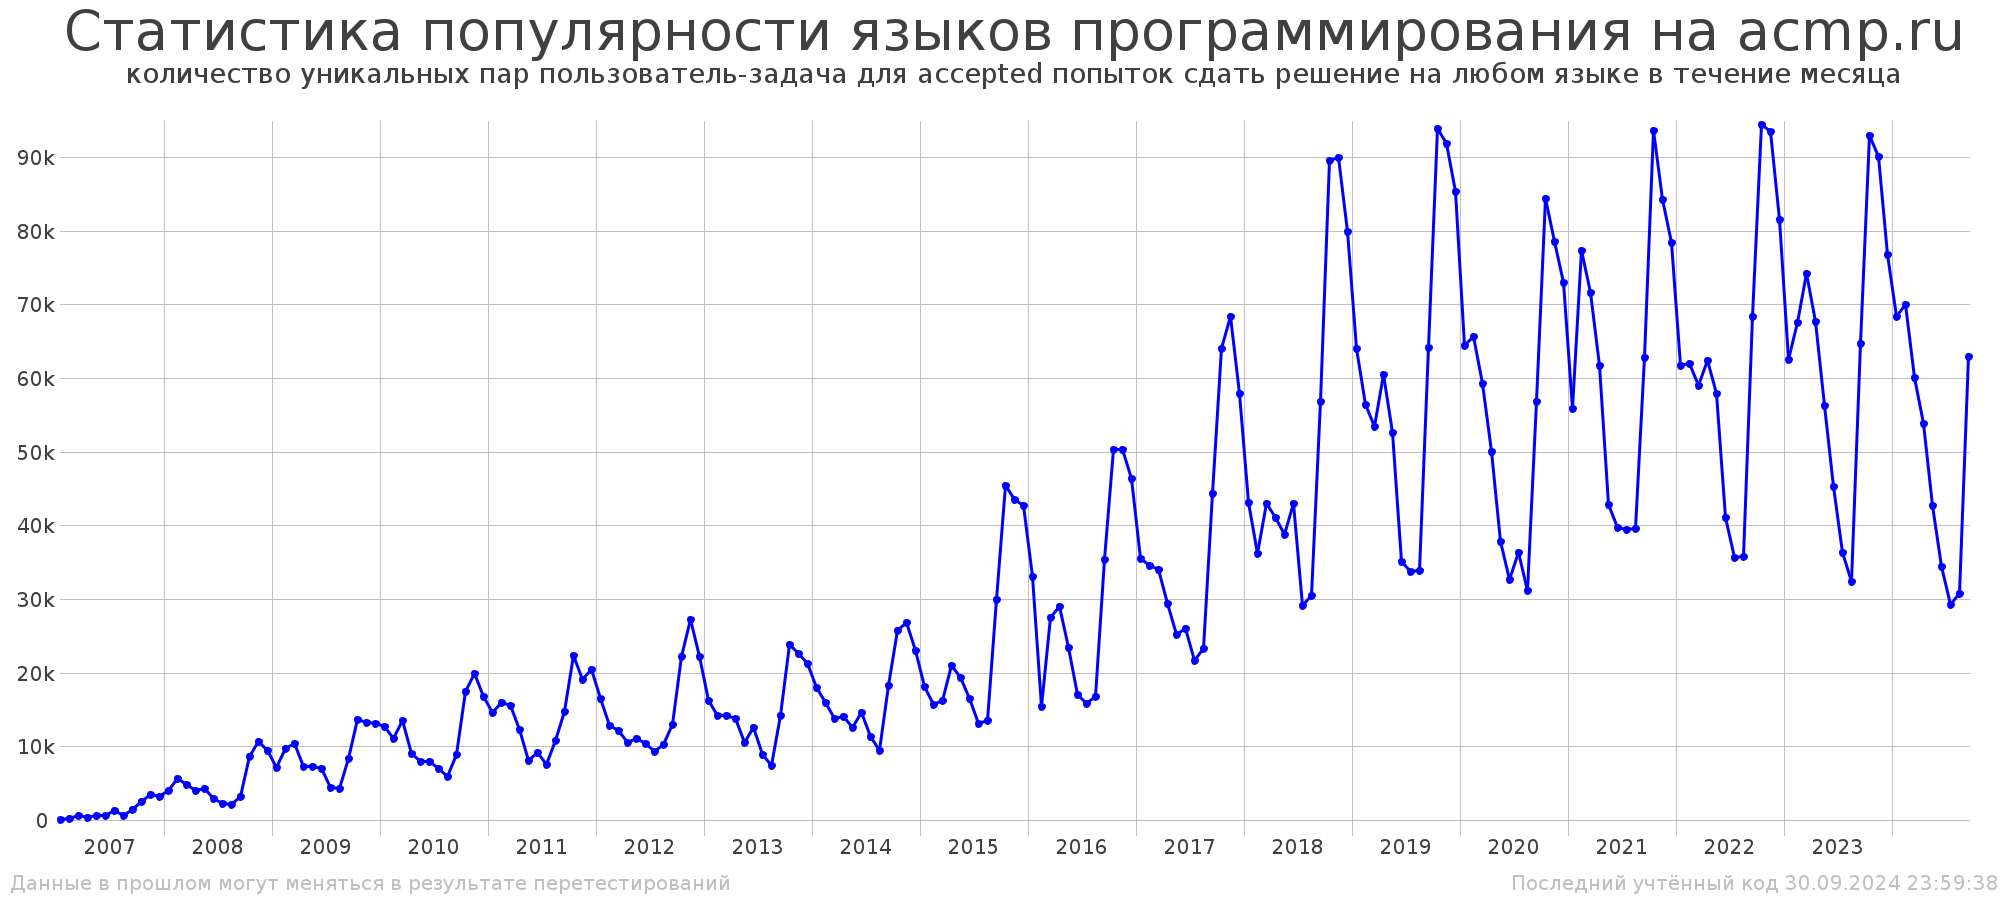 Статистика популярности языков программирования на acmp.ru
количество уникальных пар пользователь-задача для accepted попыток сдать решение на любом языке в течение месяца
90k
80k
70k
60k
50k
40k
30k
20k
10k
0
2007 2008 2009 2010 2011 2012 2013 2014 2015 2016 2017 2018 2019 2020 2021 2022 2023
Данные в прошлом могут меняться в результате перетестирований
Последний учтённый код 30.09.2024 23:59:38